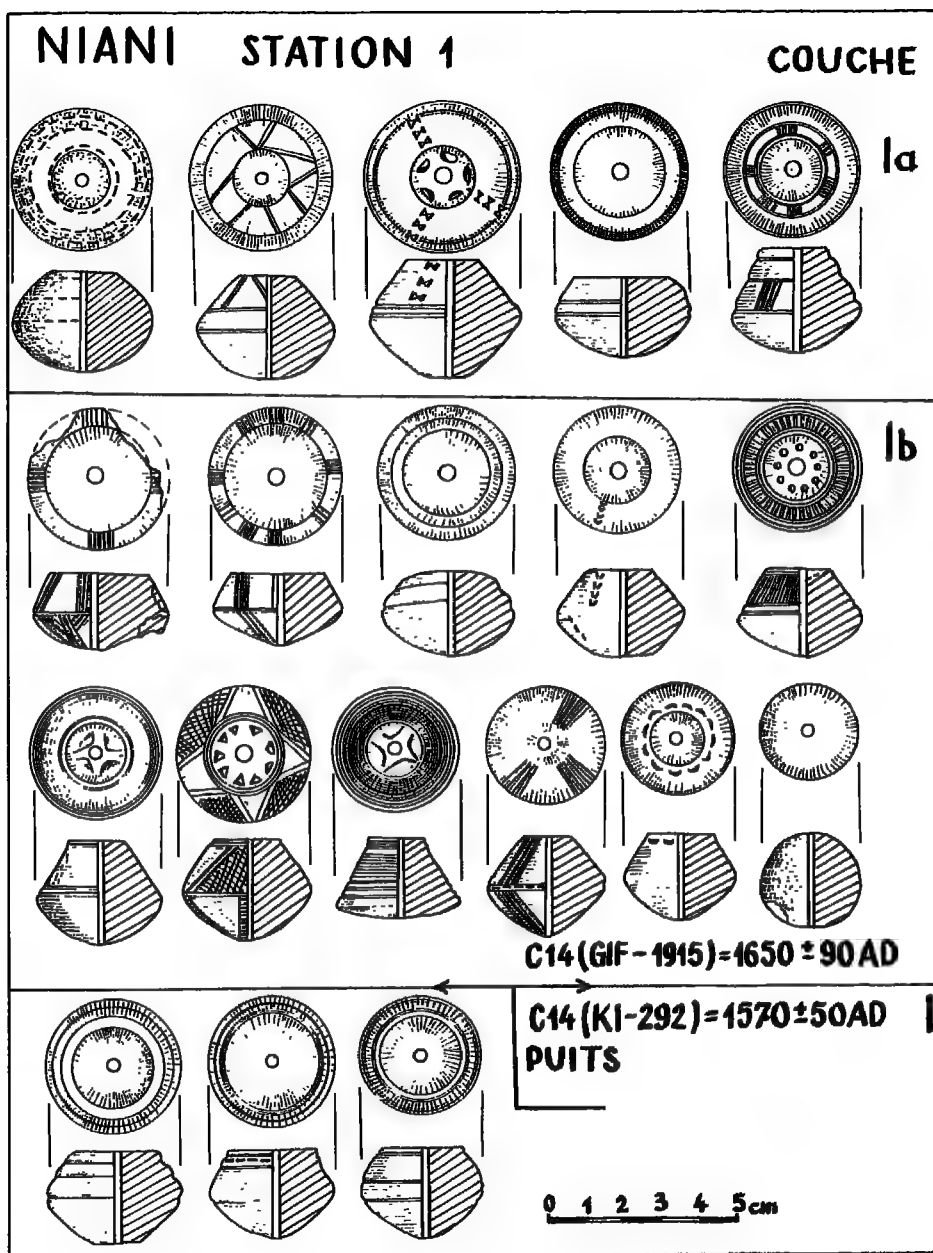 NIANI STATION 1 COUCHE
Ia
Ib
C14 (GIF-1915) = 1650 ± 90 AD
C14 (KI-292) = 1570 ± 50 AD
PUITS
0 1 2 3 4 5 cm